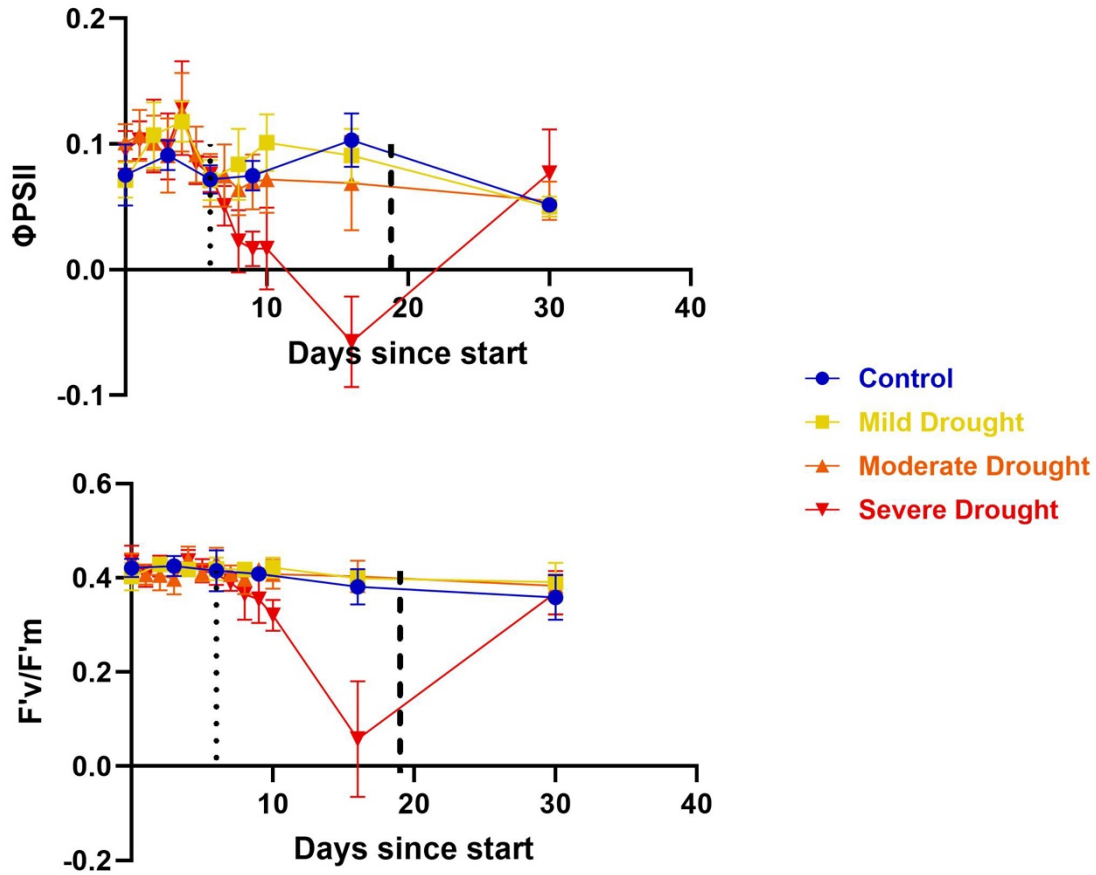 0.2
0.1
0.0
-0.1
ΦPSII
10
20
30
40
Days since start
Control
Mild Drought
Moderate Drought
Severe Drought
0.6
0.4
0.2
0.0
-0.2
F'v/F'm
10
20
30
40
Days since start